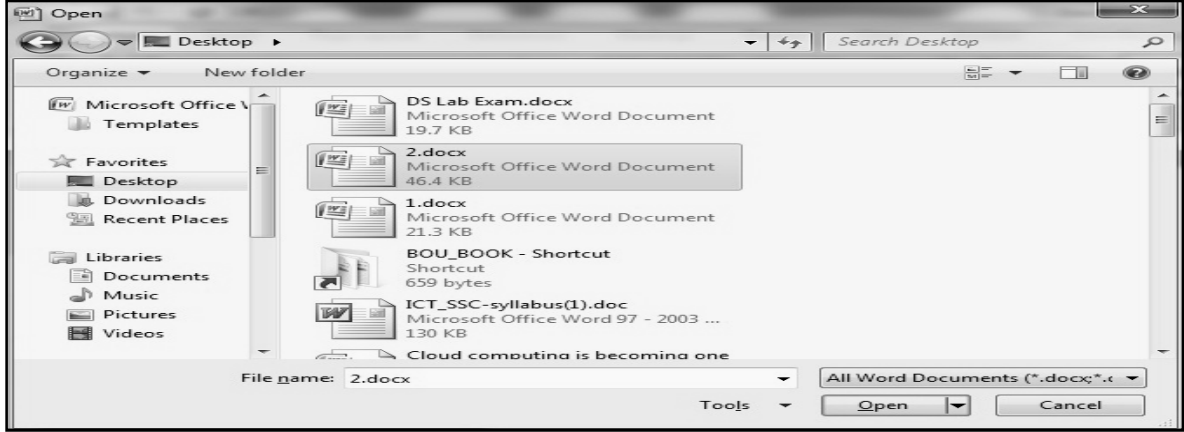 Open
Desktop
Search Desktop
Organize
New folder
Microsoft Office
Templates
Favorites
Desktop
Downloads
Recent Places
Libraries
Documents
Music
Pictures
Videos
DS Lab Exam.docx
Microsoft Office Word Document
19.7 KB
2.docx
Microsoft Office Word Document
46.4 KB
1.docx
Microsoft Office Word Document
21.3 KB
BOU_BOOK - Shortcut
Shortcut
659 bytes
ICT_SSC-syllabus(1).doc
Microsoft Office Word 97 - 2003 ...
130 KB
Cloud computing is becoming one
File name: 2.docx
All Word Documents (*.docx;*.
Tools
Open
Cancel